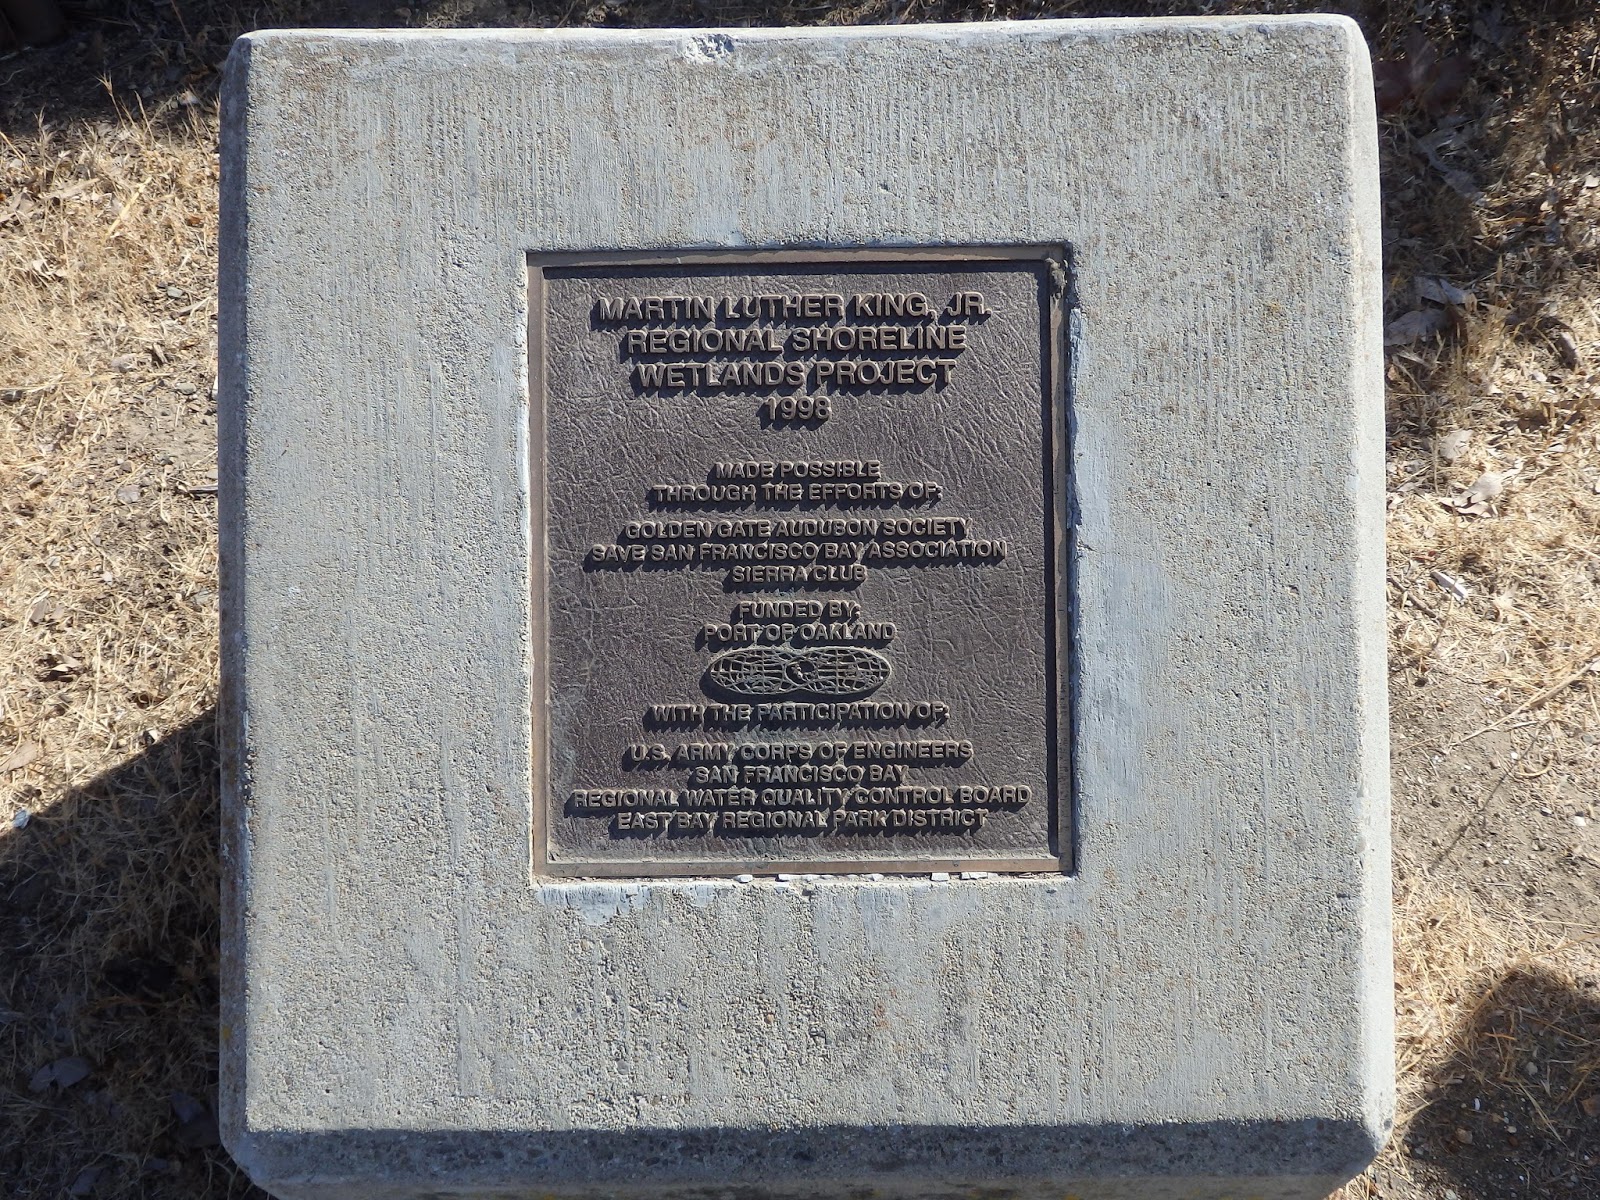 MARTIN LUTHER KING, JR.
REGIONAL SHORELINE
WETLANDS PROJECT
1998
MADE POSSIBLE
THROUGH THE EFFORTS OF:
GOLDEN GATE AUDUBON SOCIETY
SAVE SAN FRANCISCO BAY ASSOCIATION
SIERRA CLUB
FUNDED BY:
PORT OF OAKLAND
WITH THE PARTICIPATION OF:
U.S. ARMY CORPS OF ENGINEERS
SAN FRANCISCO BAY
REGIONAL WATER QUALITY CONTROL BOARD
EAST BAY REGIONAL PARK DISTRICT